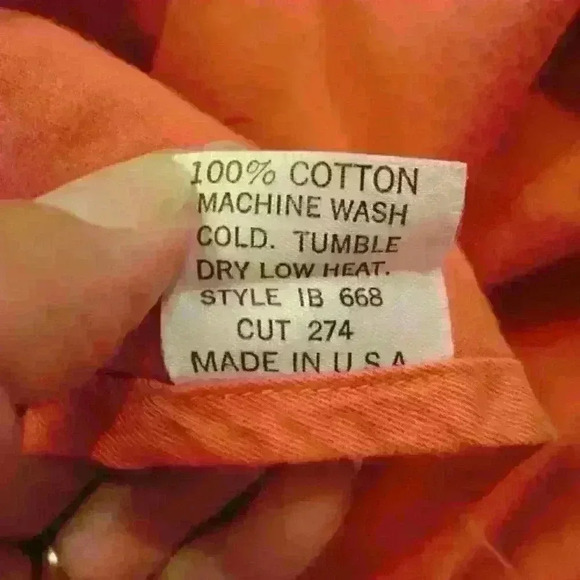 100% COTTON
MACHINE WASH
COLD. TUMBLE
DRY LOW HEAT.
STYLE IB 668
CUT 274
MADE IN U S A